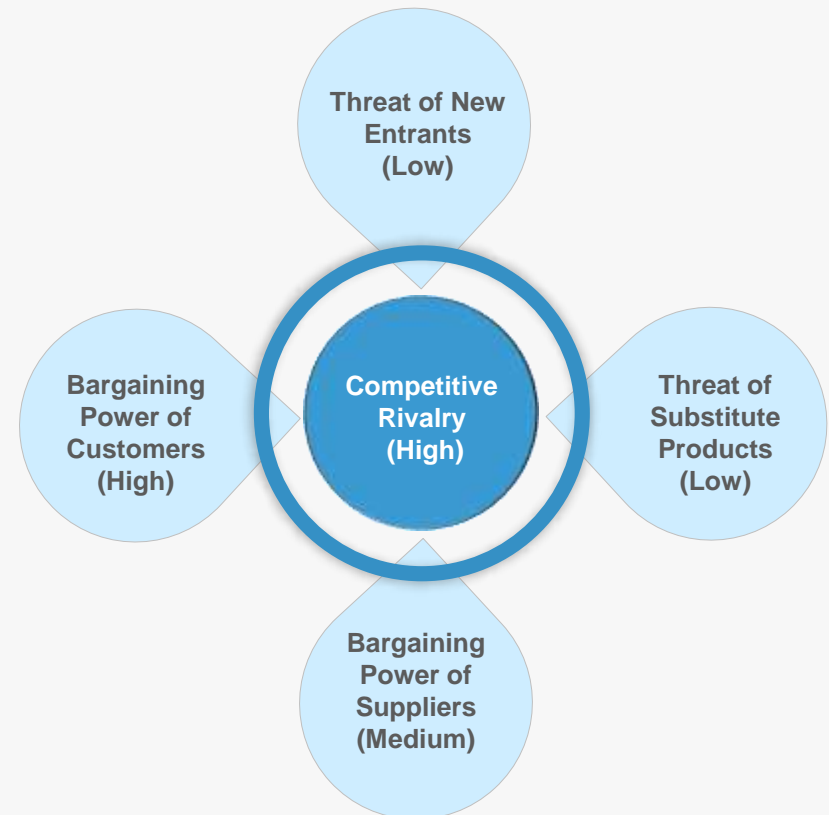 Threat of New
Entrants
(Low)
Bargaining
Power of
Customers
(High)
Competitive
Rivalry
(High)
Threat of
Substitute
Products
(Low)
Bargaining
Power of
Suppliers
(Medium)